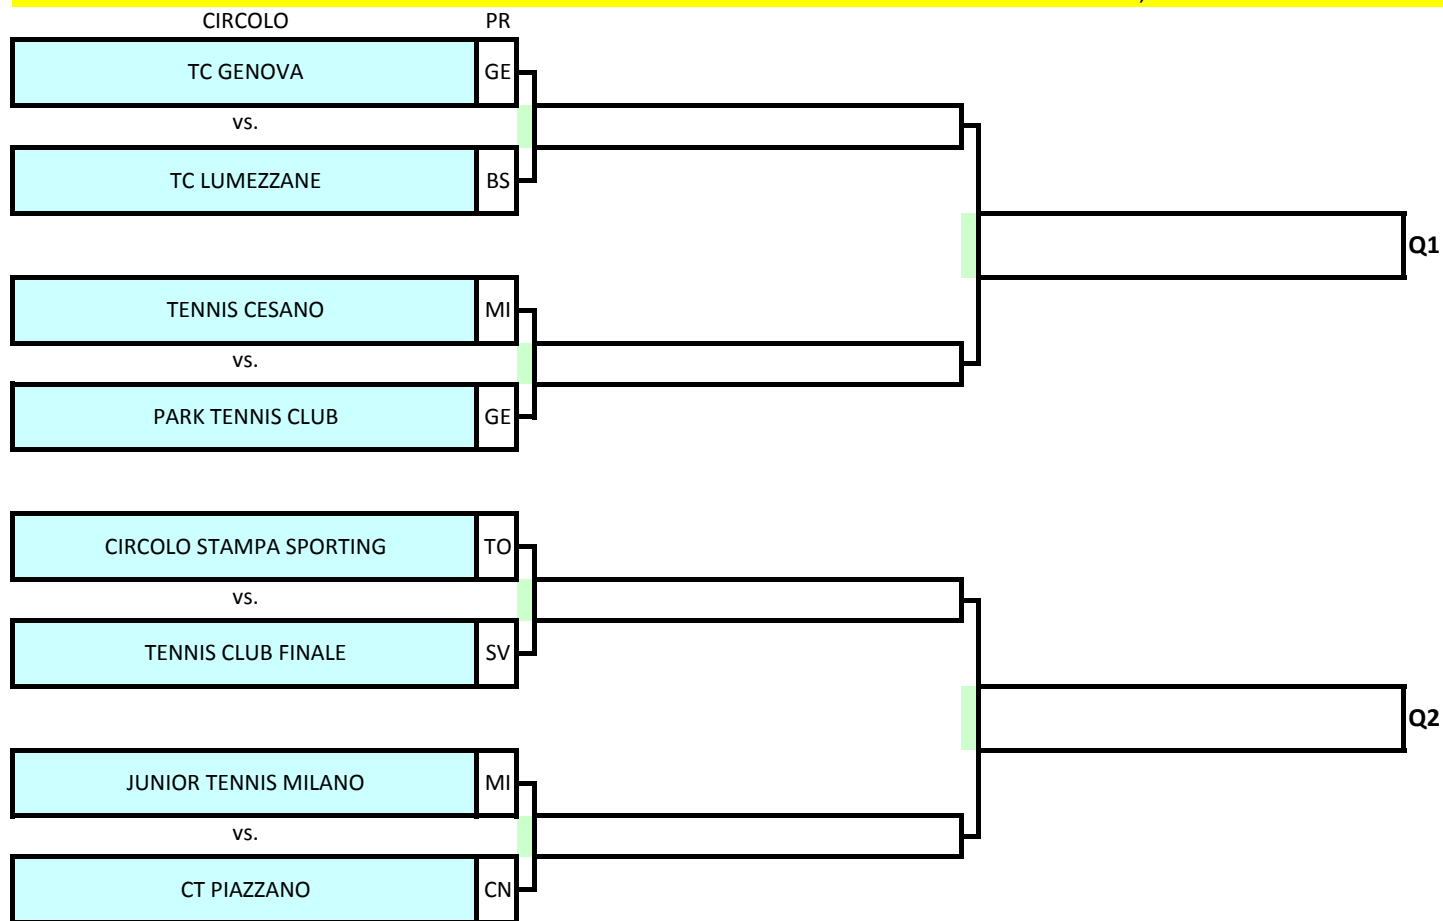 CIRCOLO PR
TC GENOVA GE
vs.
TC LUMEZZANE BS
Q1
TENNIS CESANO MI
vs.
PARK TENNIS CLUB GE
CIRCOLO STAMPA SPORTING TO
vs.
TENNIS CLUB FINALE SV
Q2
JUNIOR TENNIS MILANO MI
vs.
CT PIAZZANO CN